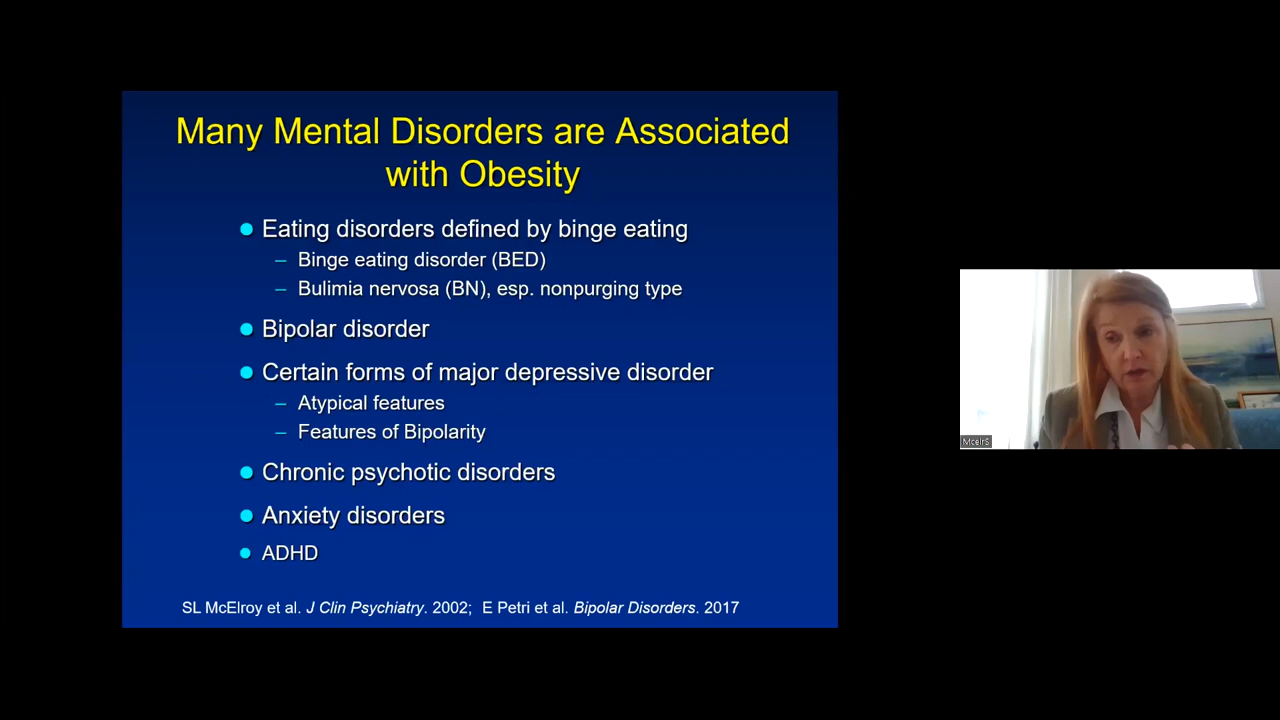 Many Mental Disorders are Associated
with Obesity
Eating disorders defined by binge eating
– Binge eating disorder (BED)
– Bulimia nervosa (BN), esp. nonpurging type
Bipolar disorder
Certain forms of major depressive disorder
– Atypical features
– Features of Bipolarity
Chronic psychotic disorders
Anxiety disorders
ADHD
SL McElroy et al. J Clin Psychiatry. 2002; E Petri et al. Bipolar Disorders. 2017
McelrS